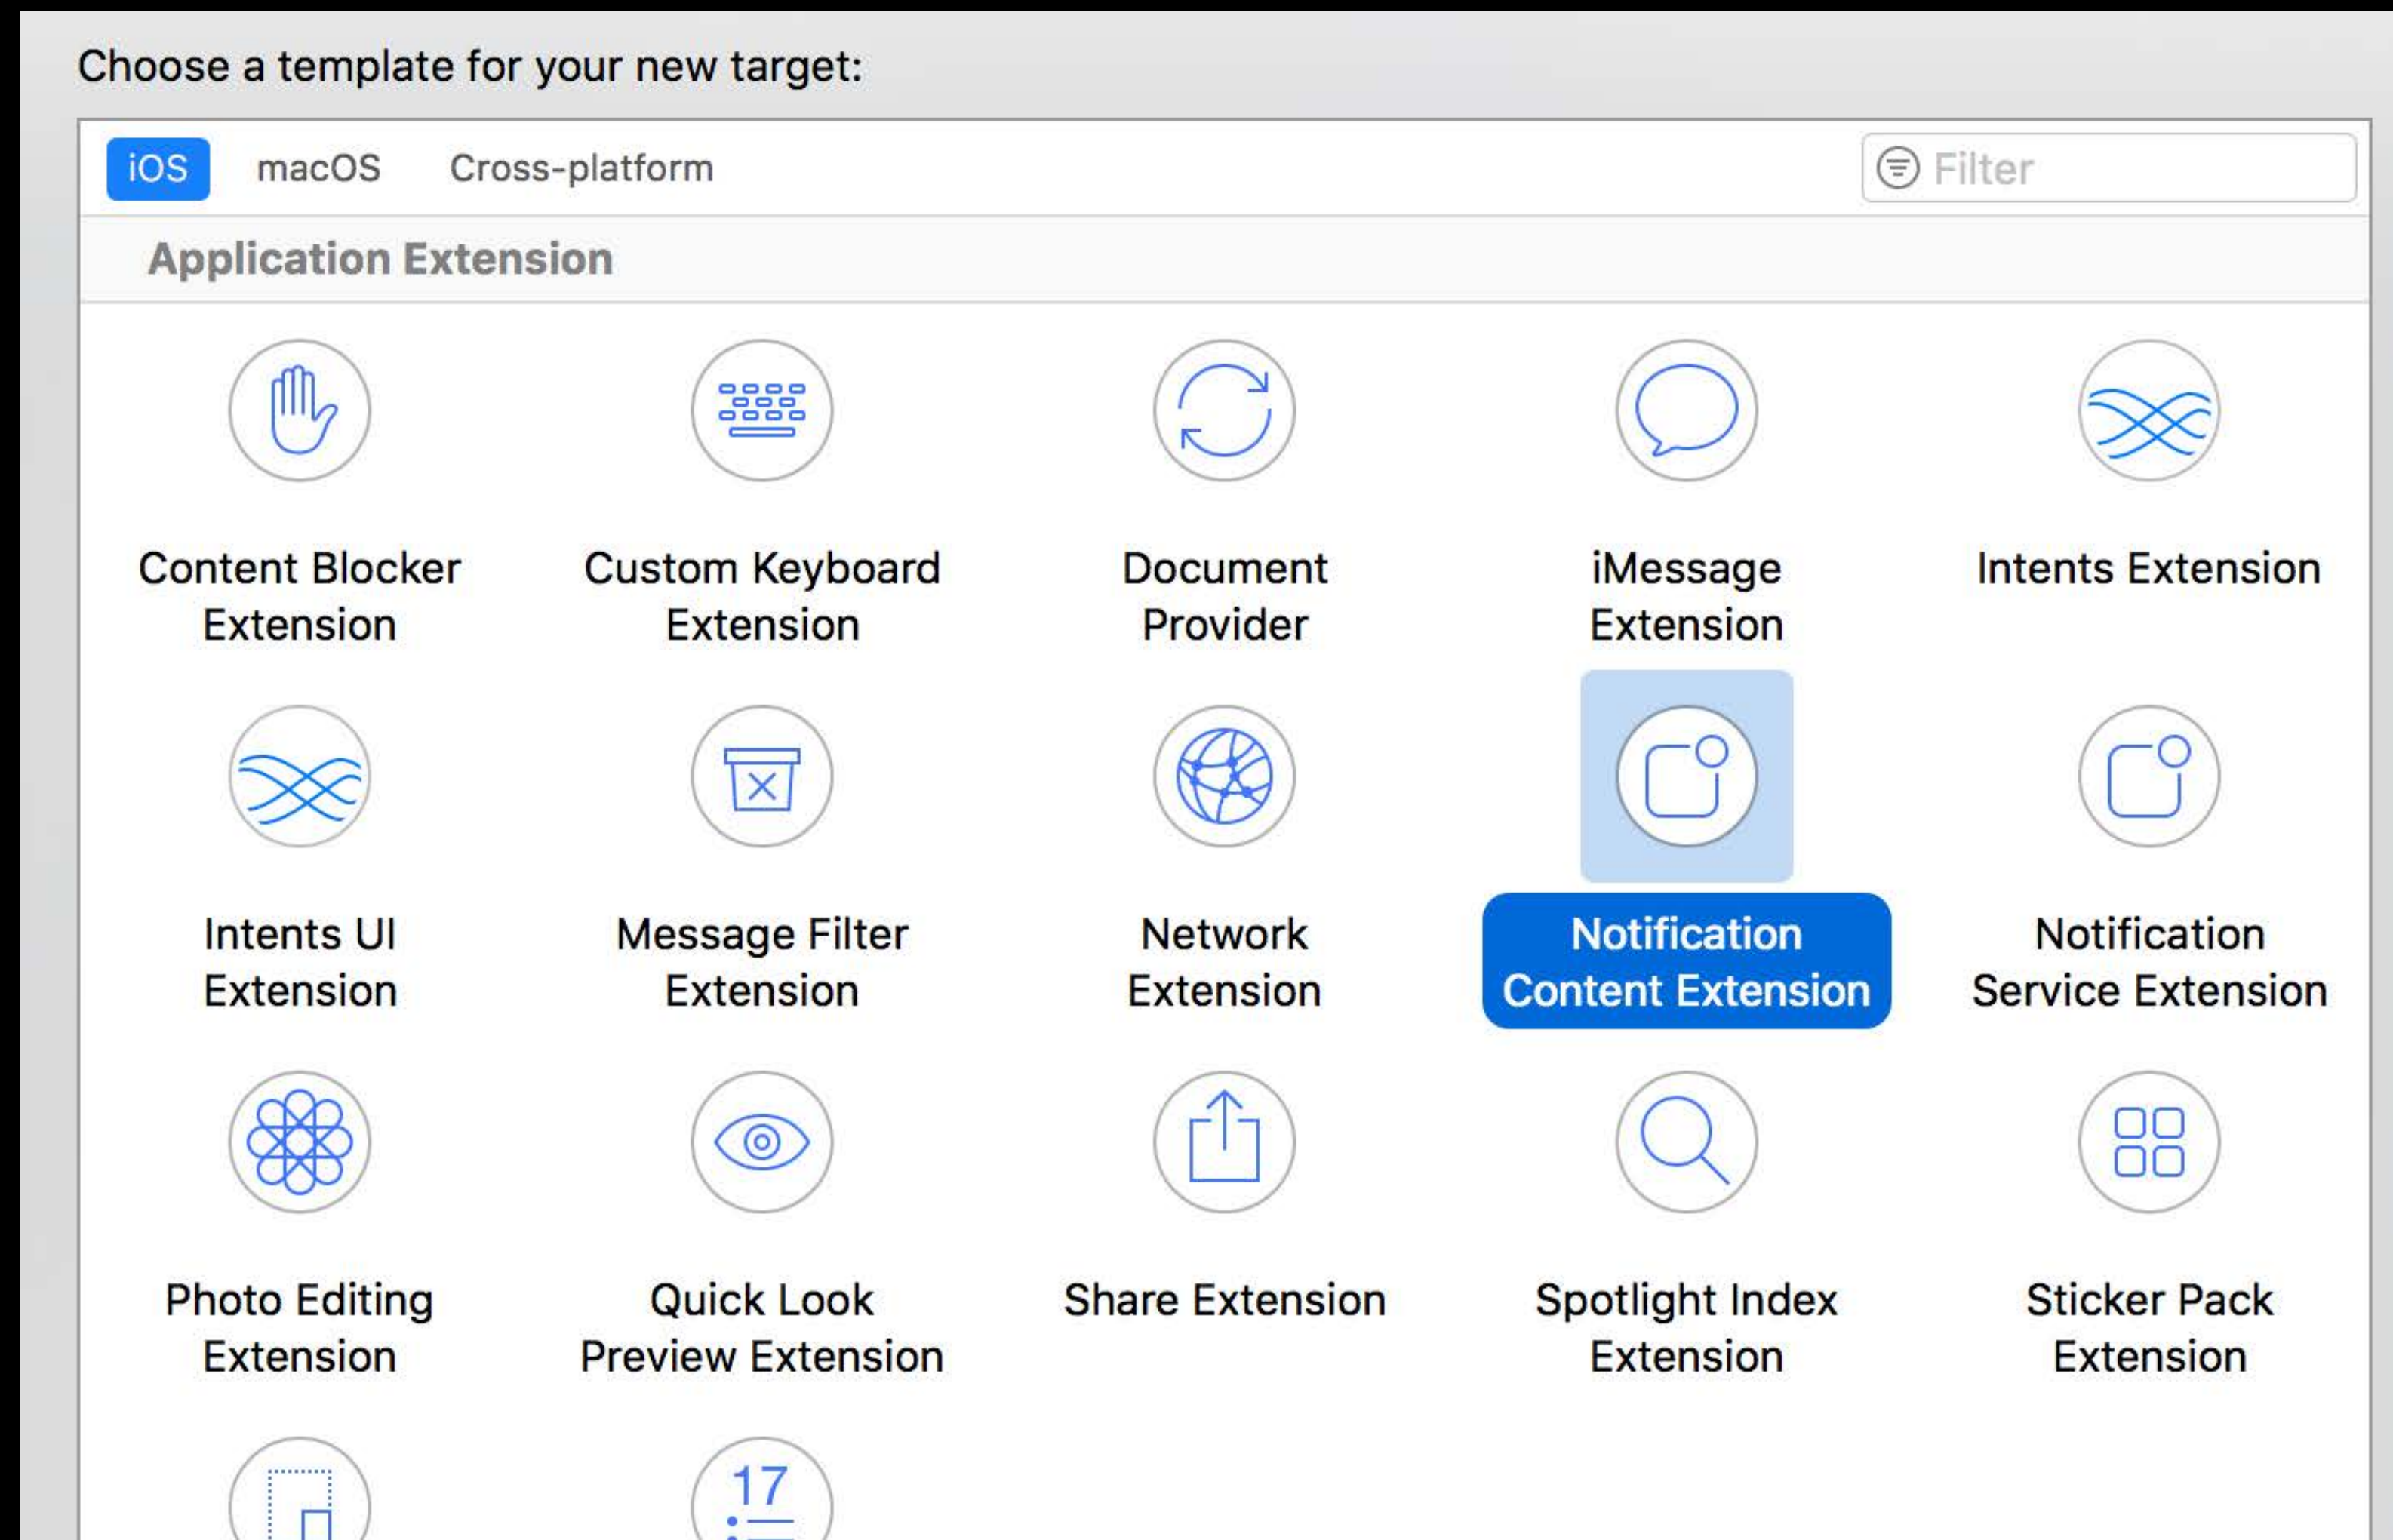 Choose a template for your new target:
iOS macOS Cross-platform Filter
Application Extension
Content Blocker Extension
Custom Keyboard Extension
Document Provider
iMessage Extension
Intents Extension
Intents UI Extension
Message Filter Extension
Network Extension
Notification Content Extension
Notification Service Extension
Photo Editing Extension
Quick Look Preview Extension
Share Extension
Spotlight Index Extension
Sticker Pack Extension
17